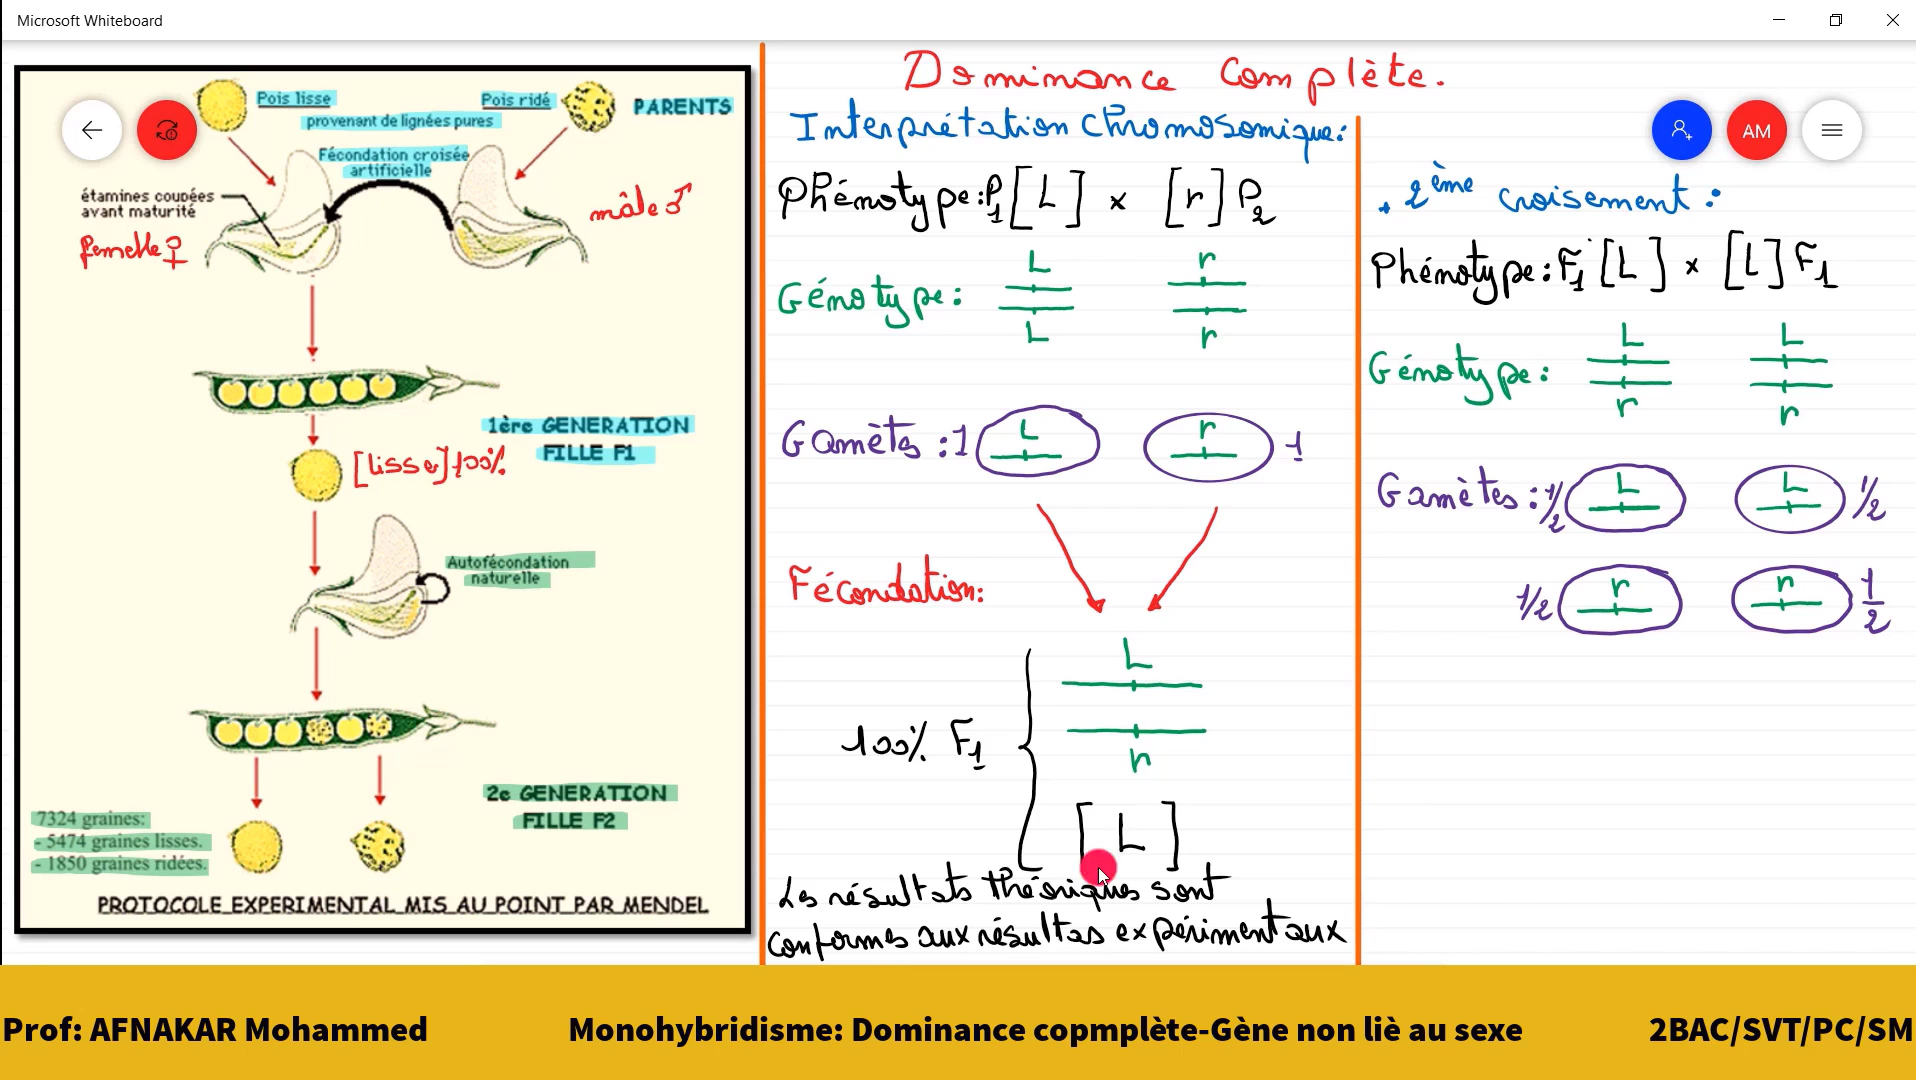 Microsoft Whiteboard
Pois lisse
Pois ridé
PARENTS
provenant de lignées pures
Fécondation croisée
artificielle
étamines coupées
avant maturité
femelle ♀
mâle ♂
1ère GENERATION
FILLE F1
[lisse] 100%
Autofécondation
naturelle
2e GENERATION
FILLE F2
7324 graines:
- 5474 graines lisses.
- 1850 graines ridées.
PROTOCOLE EXPERIMENTAL MIS AU POINT PAR MENDEL
Dominance Complète.
Interprétation Chromosomique:
Phénotype: P1 [L] × [r] P2
L r
Génotype:
L r
Gamèts : 1 L r 1
Fécondation:
L
100% F1
r
[L]
Les résultats théoriques sont
conformes aux résultas expérimentaux
AM
. 2ème croisement :
Phénotype: F1 [L] × [L] F1
L L
Génotype:
r r
Gamètes : 1/2 L L 1/2
1/2 r r 1/2
Prof: AFNAKAR Mohammed
Monohybridisme: Dominance copmplète-Gène non liè au sexe
2BAC/SVT/PC/SM